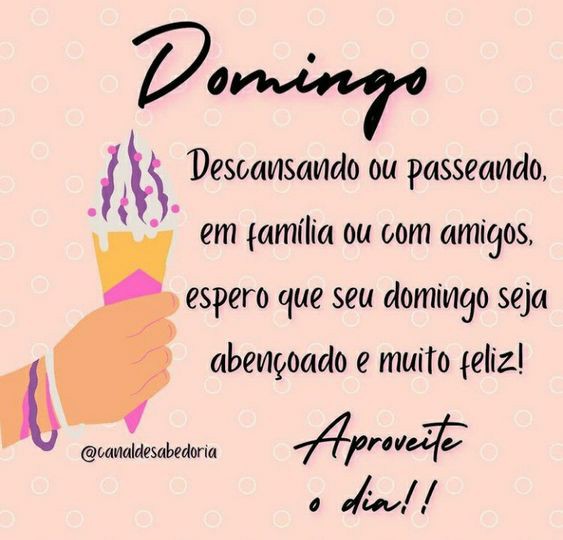 Domingo
Descansando ou passeando,
em família ou com amigos,
espero que seu domingo seja
abençoado e muito feliz!
@canaldesabedoria
Aproveite
o dia!!